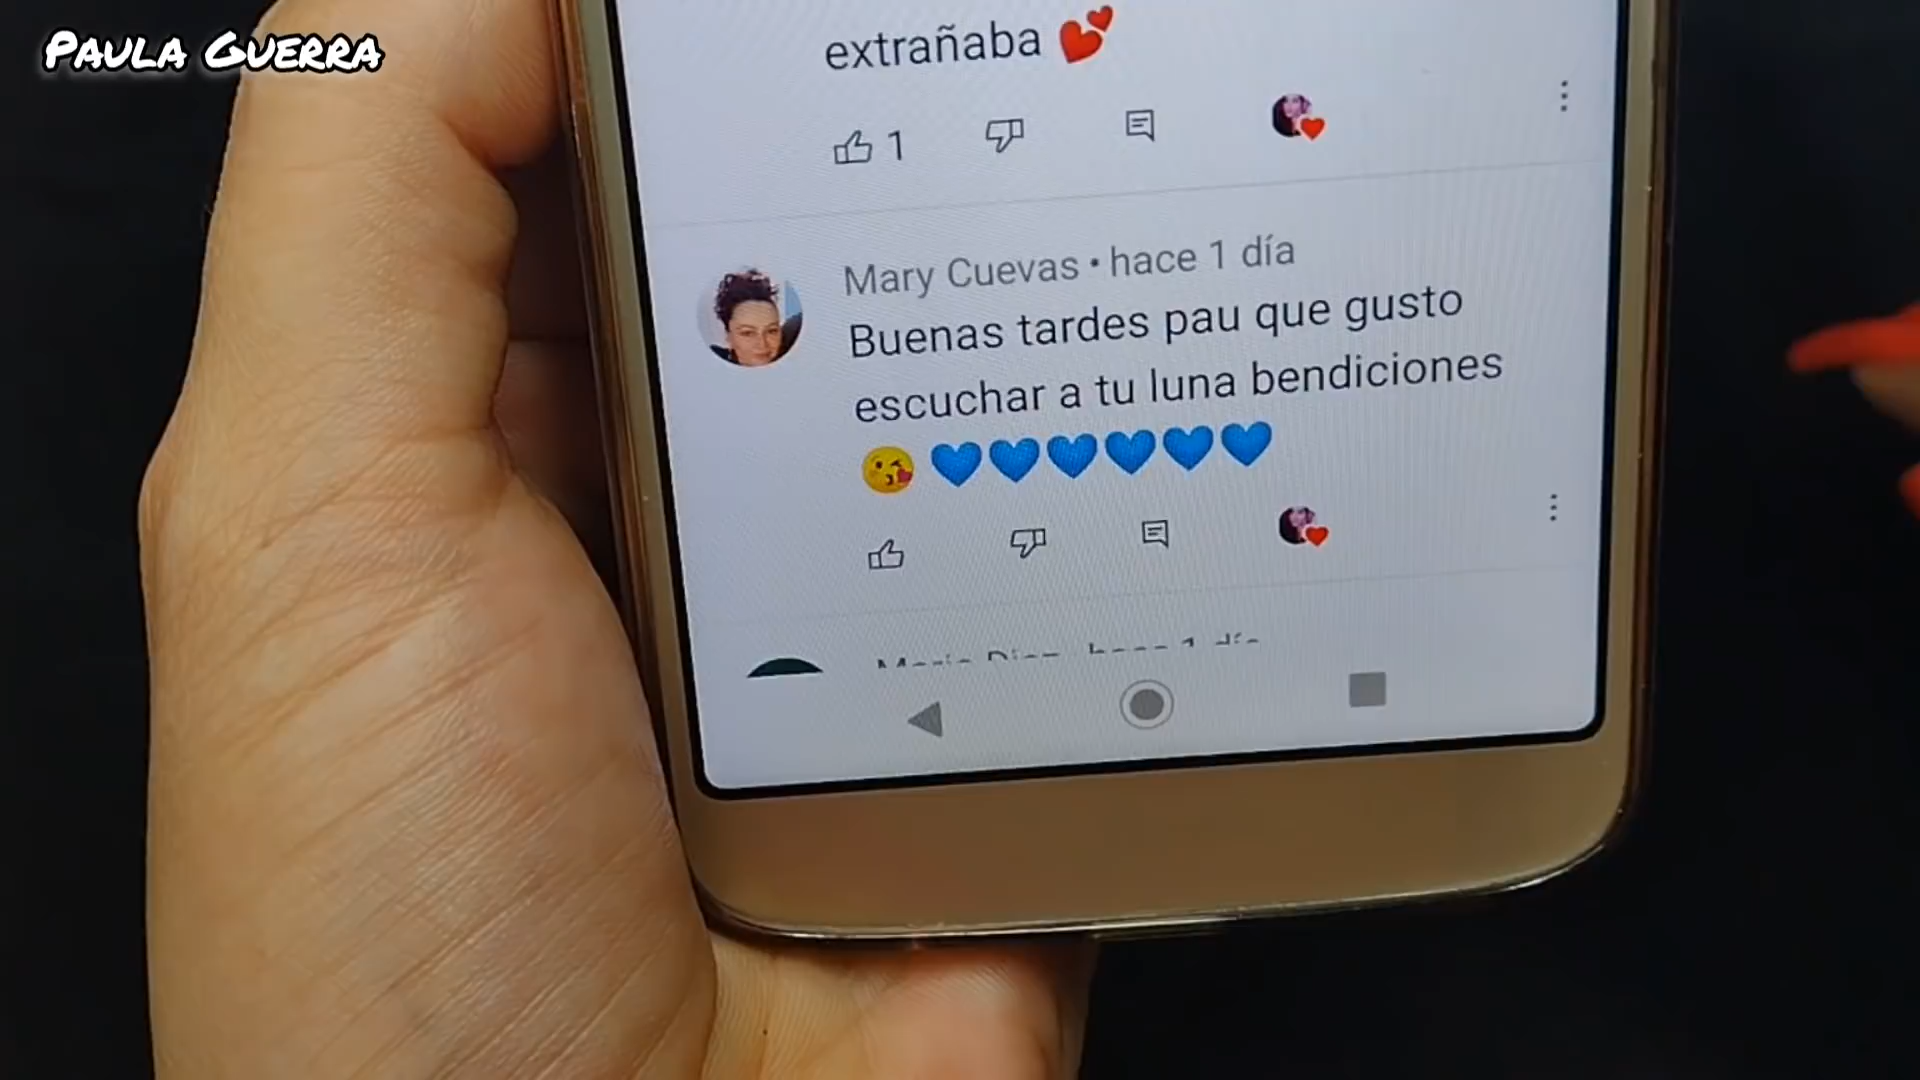 PAULA GUERRA
extrañaba 💕
1
Mary Cuevas • hace 1 día
Buenas tardes pau que gusto
escuchar a tu luna bendiciones
😘 💙💙💙💙💙💙